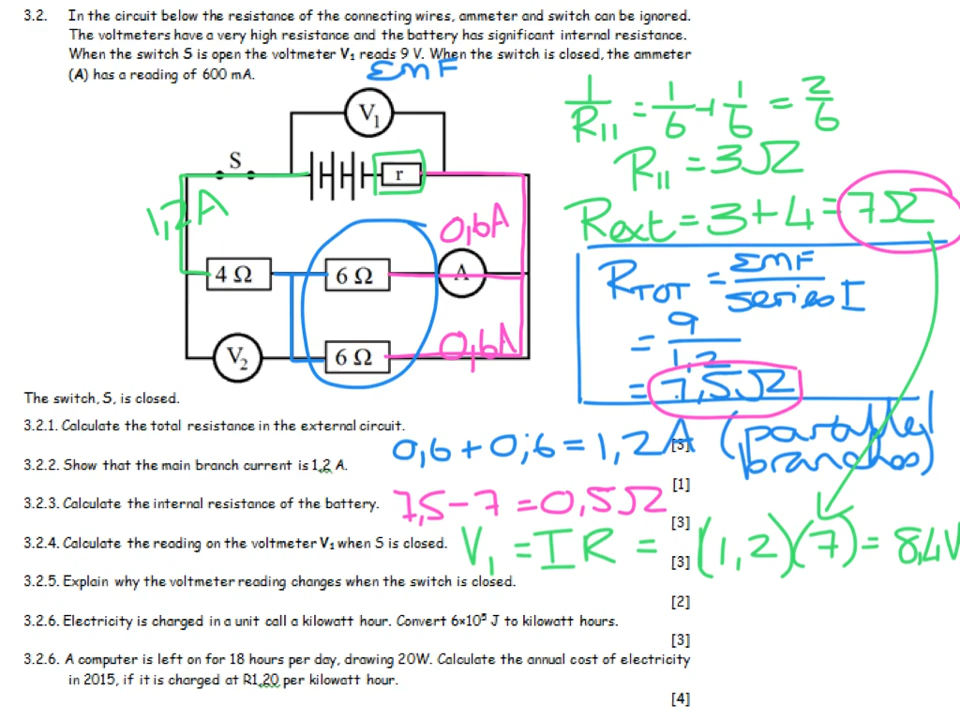 3.2. In the circuit below the resistance of the connecting wires, ammeter and switch can be ignored.
The voltmeters have a very high resistance and the battery has significant internal resistance.
When the switch S is open the voltmeter V₁ reads 9 V. When the switch is closed, the ammeter
(A) has a reading of 600 mA.
EMF
V₁
S
r
1,2A
0,6A
4 Ω
6 Ω
A
V₂
6 Ω
0,6A
1/R|| = 1/6 + 1/6 = 2/6
R|| = 3Ω
Rext = 3+4 = 7Ω
RTOT = EMF/series I
= 9/1,2
= 7,5Ω
The switch, S, is closed.
3.2.1. Calculate the total resistance in the external circuit.
[3]
0,6 + 0,6 = 1,2A (parallel branches)
3.2.2. Show that the main branch current is 1,2 A.
[1]
3.2.3. Calculate the internal resistance of the battery.
7,5 - 7 = 0,5Ω
[3]
3.2.4. Calculate the reading on the voltmeter V₁ when S is closed.
V₁ = IR = (1,2)(7) = 8,4V
[3]
3.2.5. Explain why the voltmeter reading changes when the switch is closed.
[2]
3.2.6. Electricity is charged in a unit call a kilowatt hour. Convert 6×10⁵ J to kilowatt hours.
[3]
3.2.6. A computer is left on for 18 hours per day, drawing 20W. Calculate the annual cost of electricity
in 2015, if it is charged at R1,20 per kilowatt hour.
[4]